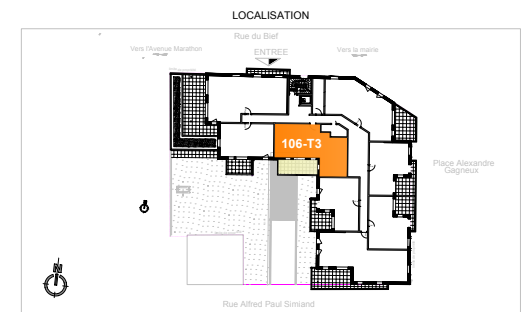 LOCALISATION
Rue du Bief
Vers l'Avenue Marathon
ENTREE
Vers la mairie
106-T3
Place Alexandre
Gagneux
N
Rue Alfred Paul Simiand